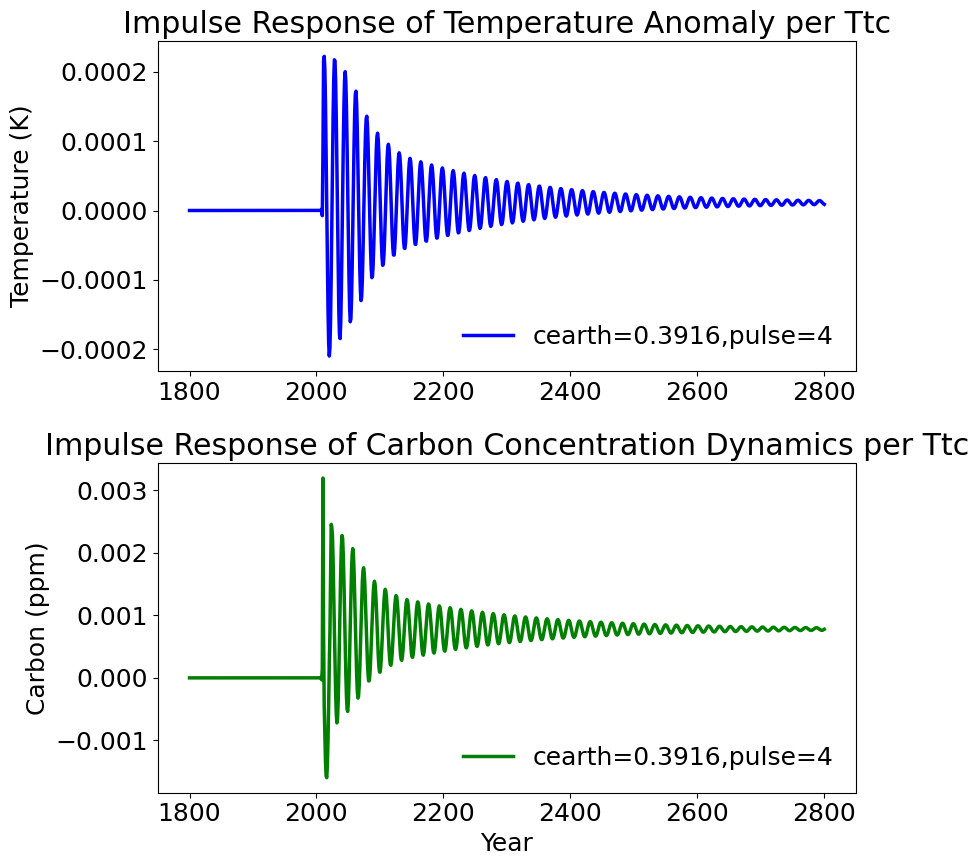 Impulse Response of Temperature Anomaly per Ttc
0.0002
0.0001
0.0000
−0.0001
−0.0002
Temperature (K)
cearth=0.3916,pulse=4
1800 2000 2200 2400 2600 2800
Impulse Response of Carbon Concentration Dynamics per Ttc
0.003
0.002
0.001
0.000
−0.001
Carbon (ppm)
cearth=0.3916,pulse=4
1800 2000 2200 2400 2600 2800
Year